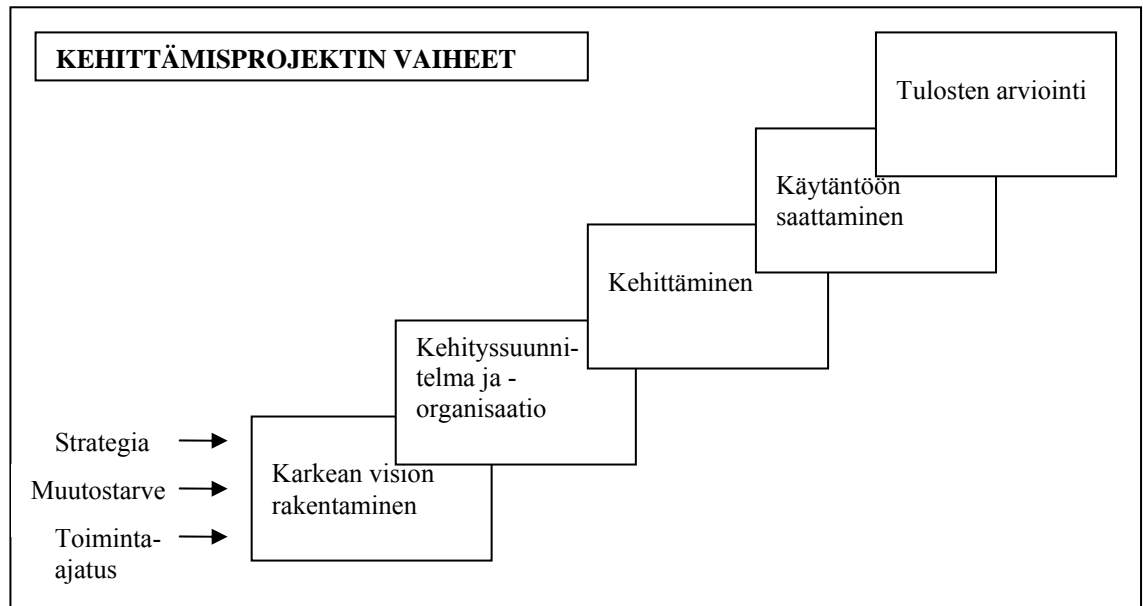 KEHITTÄMISPROJEKTIN VAIHEET
Tulosten arviointi
Käytäntöön
saattaminen
Kehittäminen
Kehityssuunni-
telma ja -
organisaatio
Strategia
Muutostarve
Toiminta-
ajatus
Karkean vision
rakentaminen